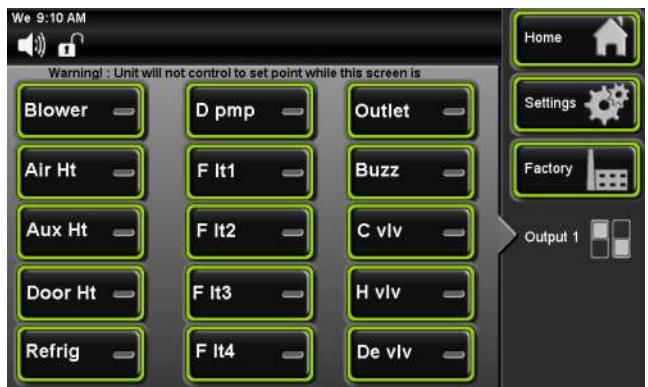 We 9:10 AM
Warning! : Unit will not control to set point while this screen is
Blower
D pmp
Outlet
Air Ht
F lt1
Buzz
Aux Ht
F lt2
C vlv
Door Ht
F lt3
H vlv
Refrig
F lt4
De vlv
Home
Settings
Factory
Output 1